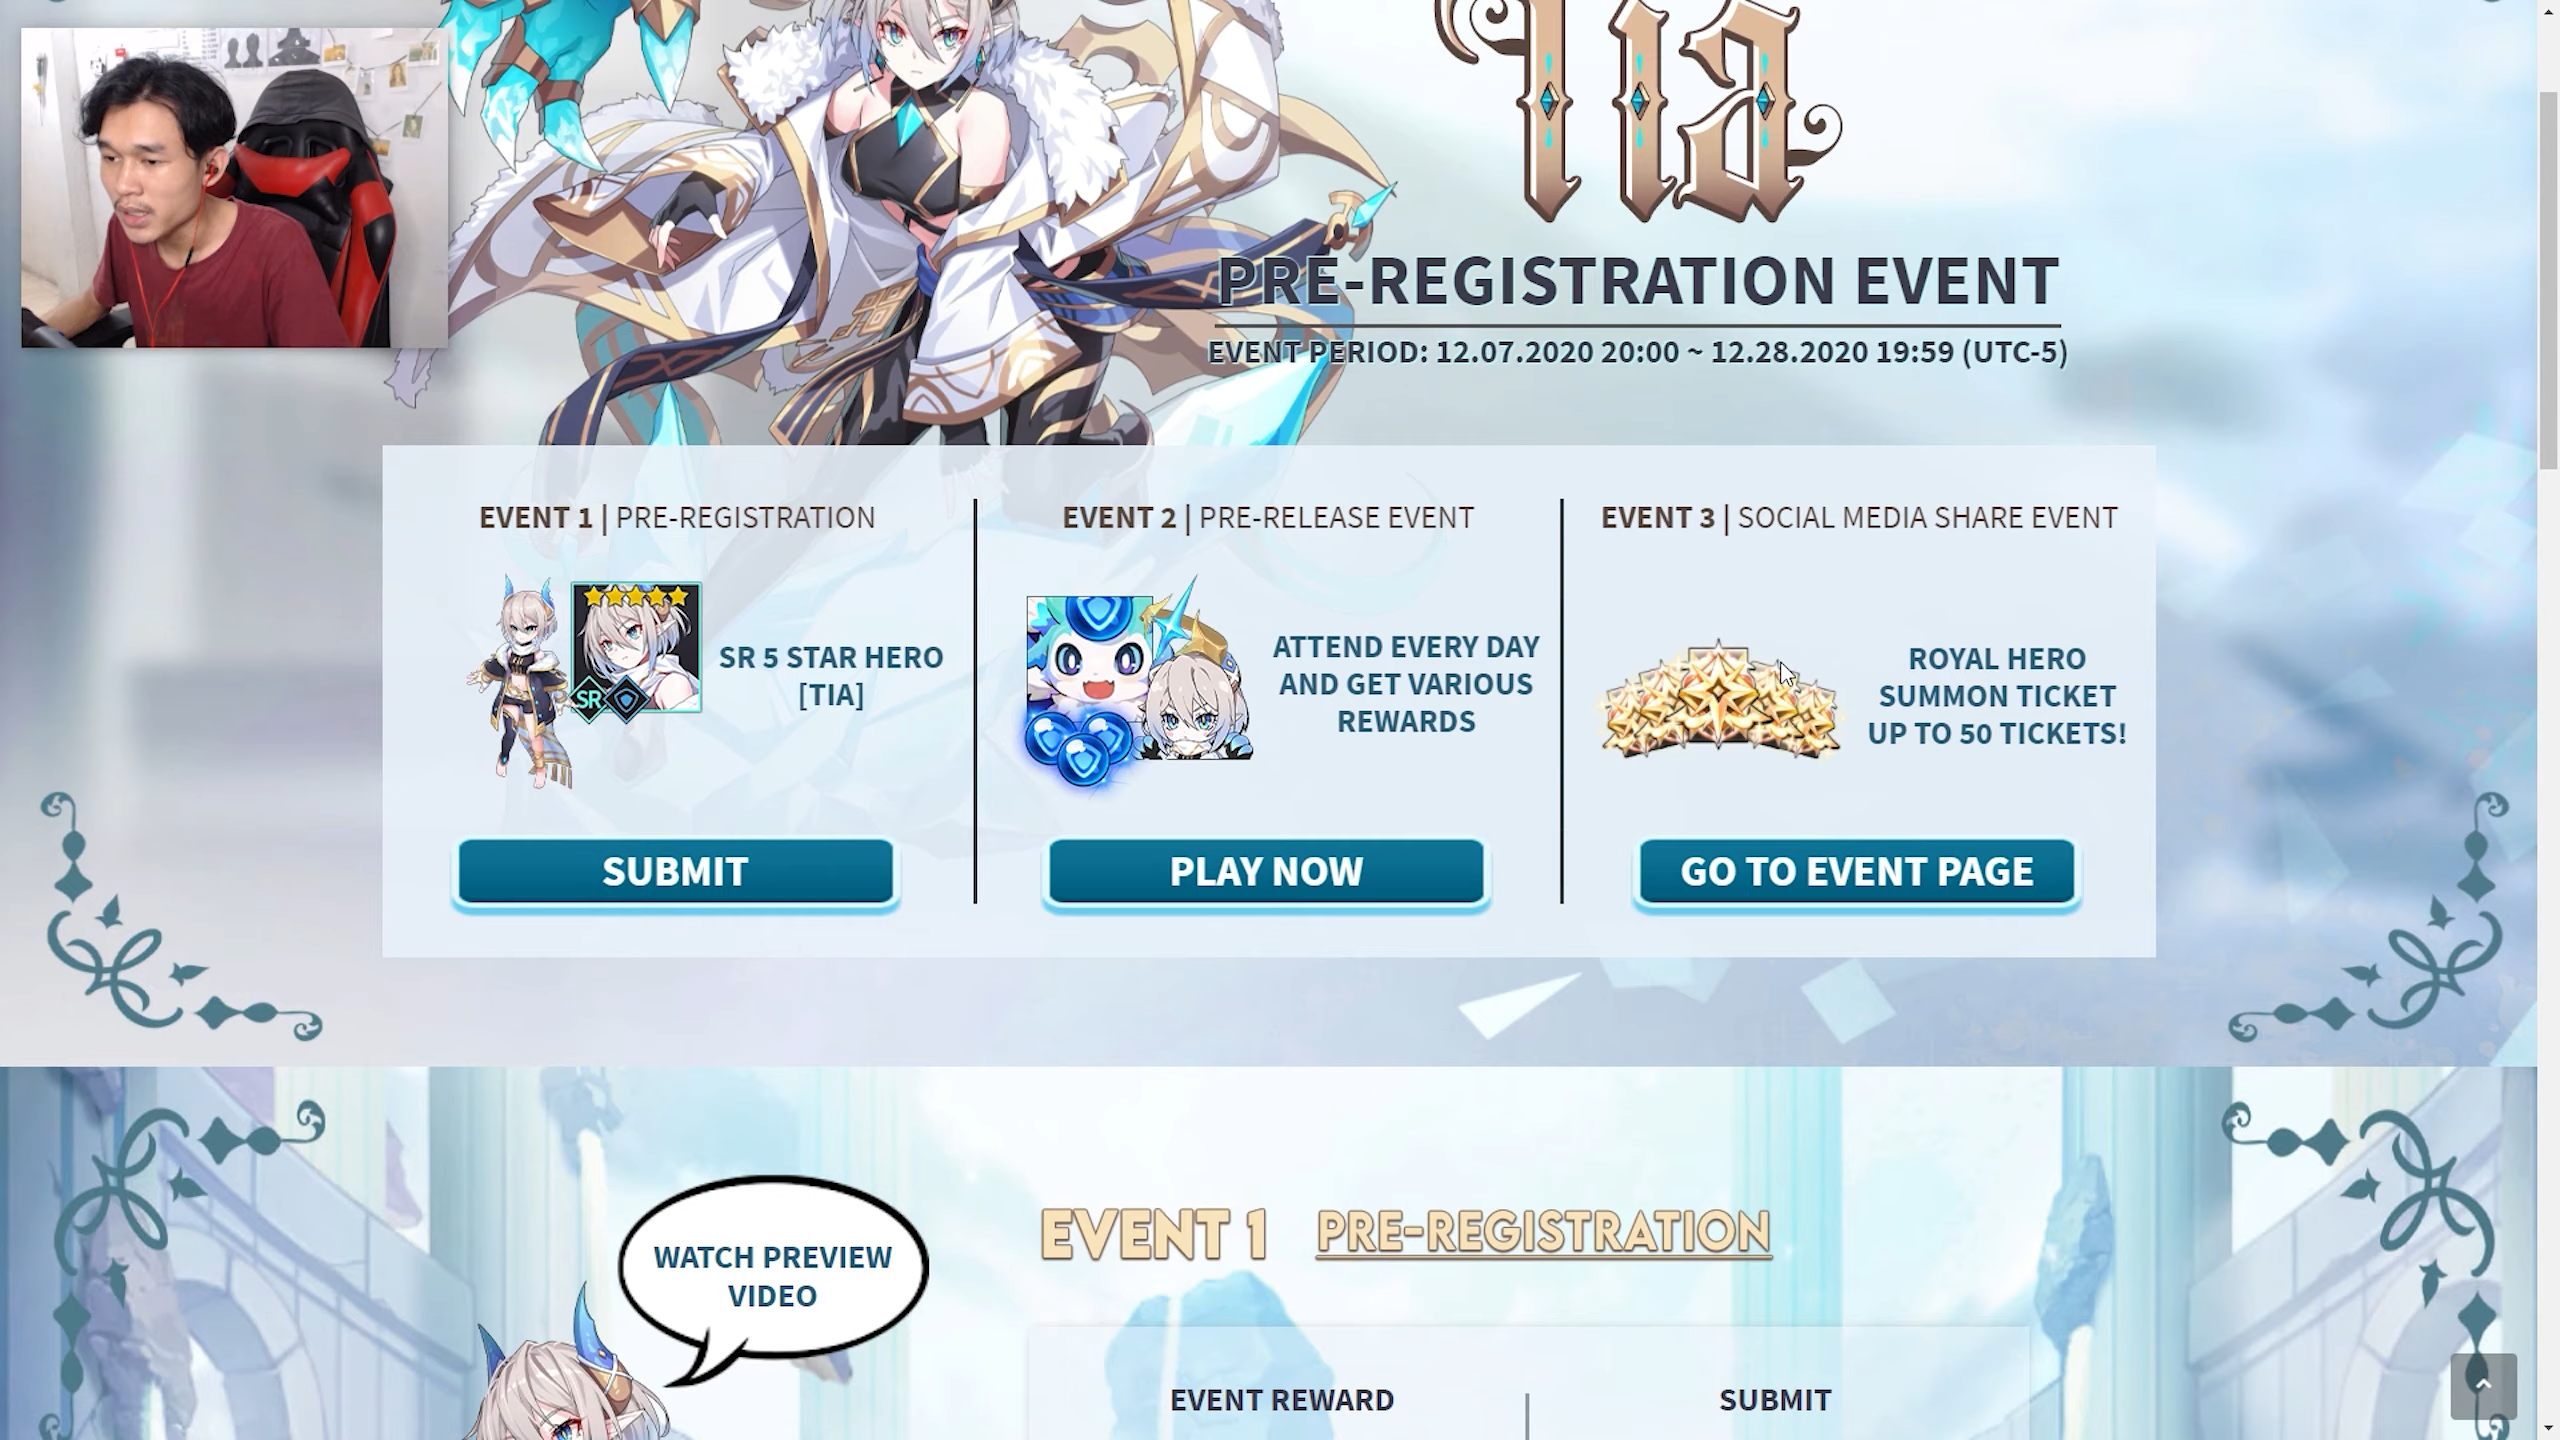 Tia
PRE-REGISTRATION EVENT
EVENT PERIOD: 12.07.2020 20:00 ~ 12.28.2020 19:59 (UTC-5)
EVENT 1 | PRE-REGISTRATION
SR
SR 5 STAR HERO
[TIA]
SUBMIT
EVENT 2 | PRE-RELEASE EVENT
ATTEND EVERY DAY
AND GET VARIOUS
REWARDS
PLAY NOW
EVENT 3 | SOCIAL MEDIA SHARE EVENT
ROYAL HERO
SUMMON TICKET
UP TO 50 TICKETS!
GO TO EVENT PAGE
WATCH PREVIEW
VIDEO
EVENT 1 PRE-REGISTRATION
EVENT REWARD
SUBMIT